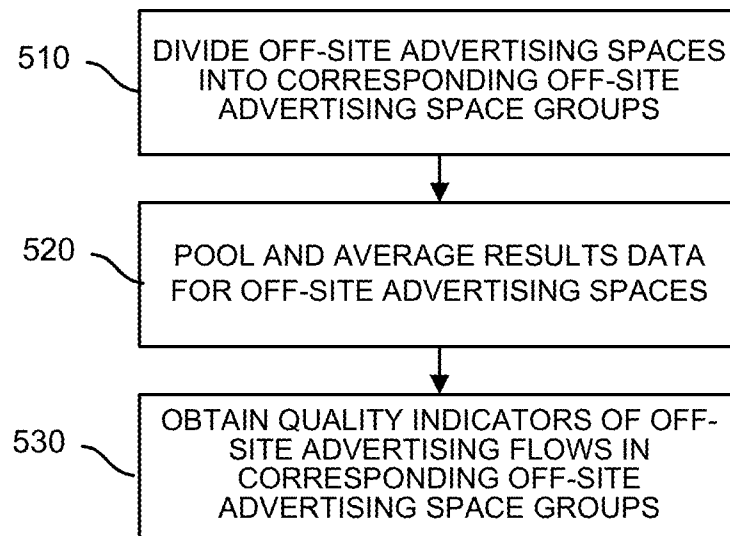 510
DIVIDE OFF-SITE ADVERTISING SPACES
INTO CORRESPONDING OFF-SITE
ADVERTISING SPACE GROUPS
520
POOL AND AVERAGE RESULTS DATA
FOR OFF-SITE ADVERTISING SPACES
530
OBTAIN QUALITY INDICATORS OF OFF-
SITE ADVERTISING FLOWS IN
CORRESPONDING OFF-SITE
ADVERTISING SPACE GROUPS